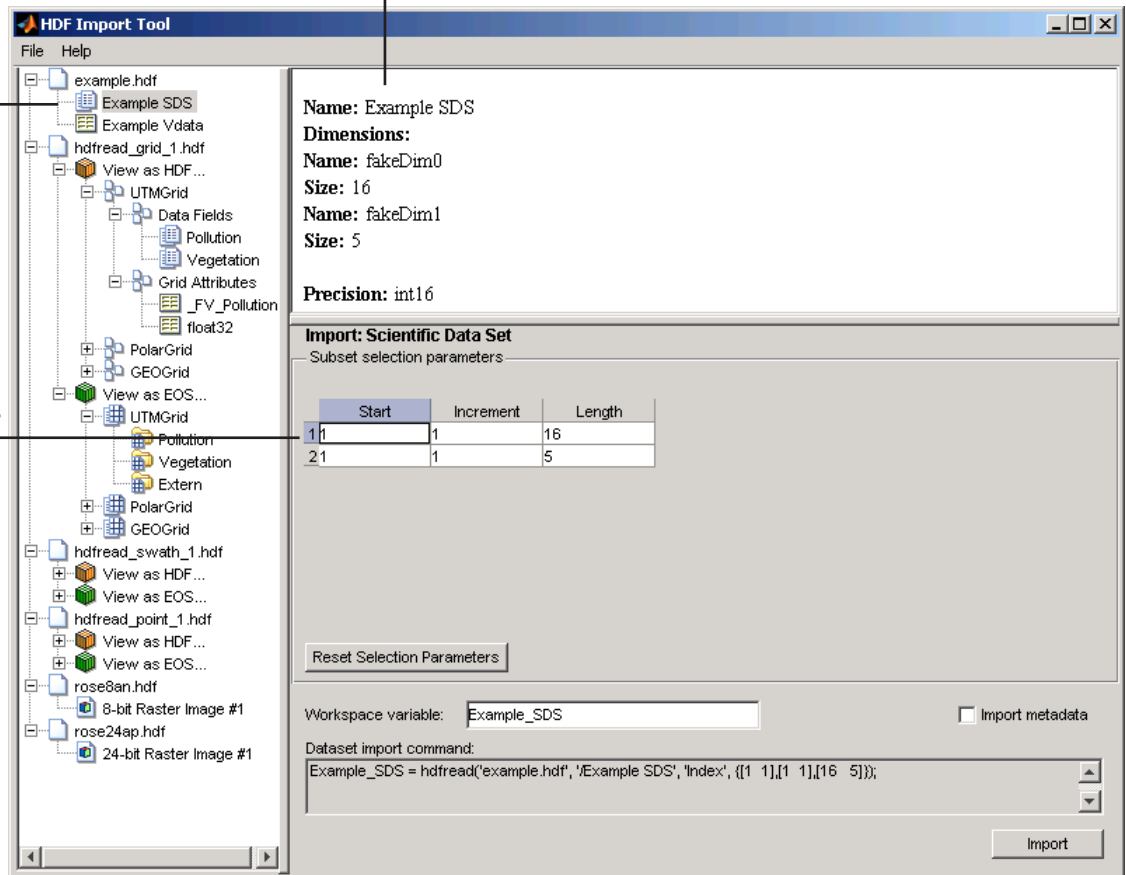 HDF Import Tool
File Help
example.hdf
Example SDS
Example Vdata
hdfread_grid_1.hdf
View as HDF...
UTMGrid
Data Fields
Pollution
Vegetation
Grid Attributes
_FV_Pollution
float32
PolarGrid
GEOGrid
View as EOS...
UTMGrid
Pollution
Vegetation
Extern
PolarGrid
GEOGrid
hdfread_swath_1.hdf
View as HDF...
View as EOS...
hdfread_point_1.hdf
View as HDF...
View as EOS...
rose8an.hdf
8-bit Raster Image #1
rose24ap.hdf
24-bit Raster Image #1
Name: Example SDS
Dimensions:
Name: fakeDim0
Size: 16
Name: fakeDim1
Size: 5
Precision: int16
Import: Scientific Data Set
Subset selection parameters
Start Increment Length
1 1 1 16
2 1 1 5
Reset Selection Parameters
Workspace variable: Example_SDS Import metadata
Dataset import command:
Example_SDS = hdfread('example.hdf', '/Example SDS', 'Index', {[1 1],[1 1],[16 5]});
Import